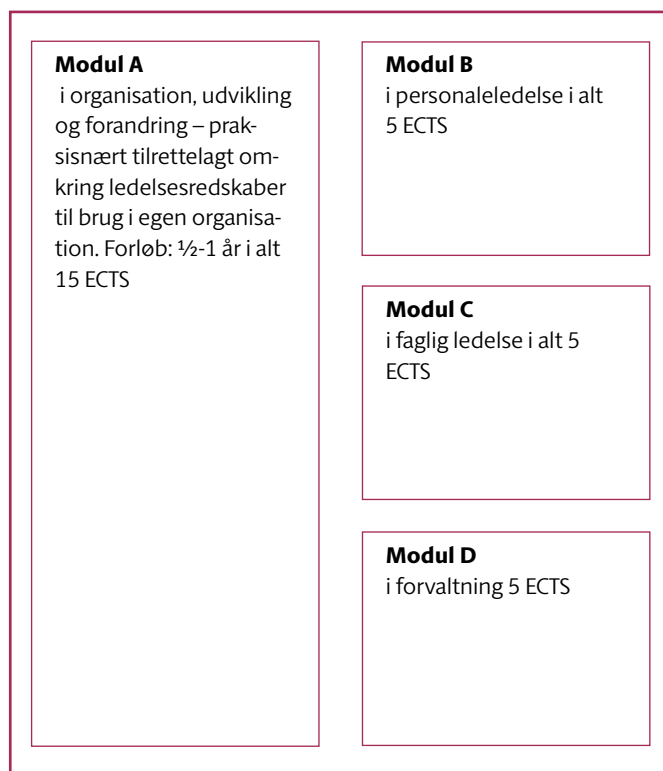 Modul A
i organisation, udvikling
og forandring – prak-
sisnært tilrettelagt om-
kring ledelsesredskaber
til brug i egen organisa-
tion. Forløb: ½-1 år i alt
15 ECTS
Modul B
i personaleledelse i alt
5 ECTS
Modul C
i faglig ledelse i alt 5
ECTS
Modul D
i forvaltning 5 ECTS